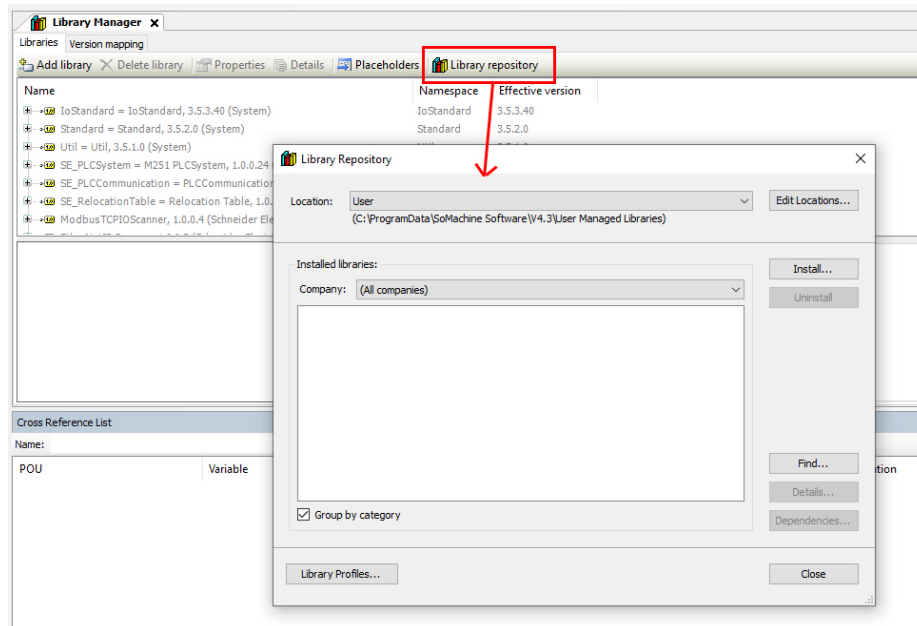 Library Manager
Libraries Version mapping
Add library Delete library Properties Details Placeholders Library repository
Name Namespace Effective version
IoStandard = IoStandard, 3.5.3.40 (System) IoStandard 3.5.3.40
Standard = Standard, 3.5.2.0 (System) Standard 3.5.2.0
Util = Util, 3.5.1.0 (System)
SE_PLCSystem = M251 PLCSystem, 1.0.0.24
SE_PLCCommunication = PLCCommunication
SE_RelocationTable = Relocation Table, 1.0.
ModbusTCPIOScanner, 1.0.0.4 (Schneider Ele
Library Repository
Location: User Edit Locations...
(C:\ProgramData\SoMachine Software\V4.3\User Managed Libraries)
Installed libraries:
Install...
Company: (All companies)
Uninstall
Cross Reference List
Name:
POU Variable
Find...
Details...
Group by category
Dependencies...
Library Profiles... Close